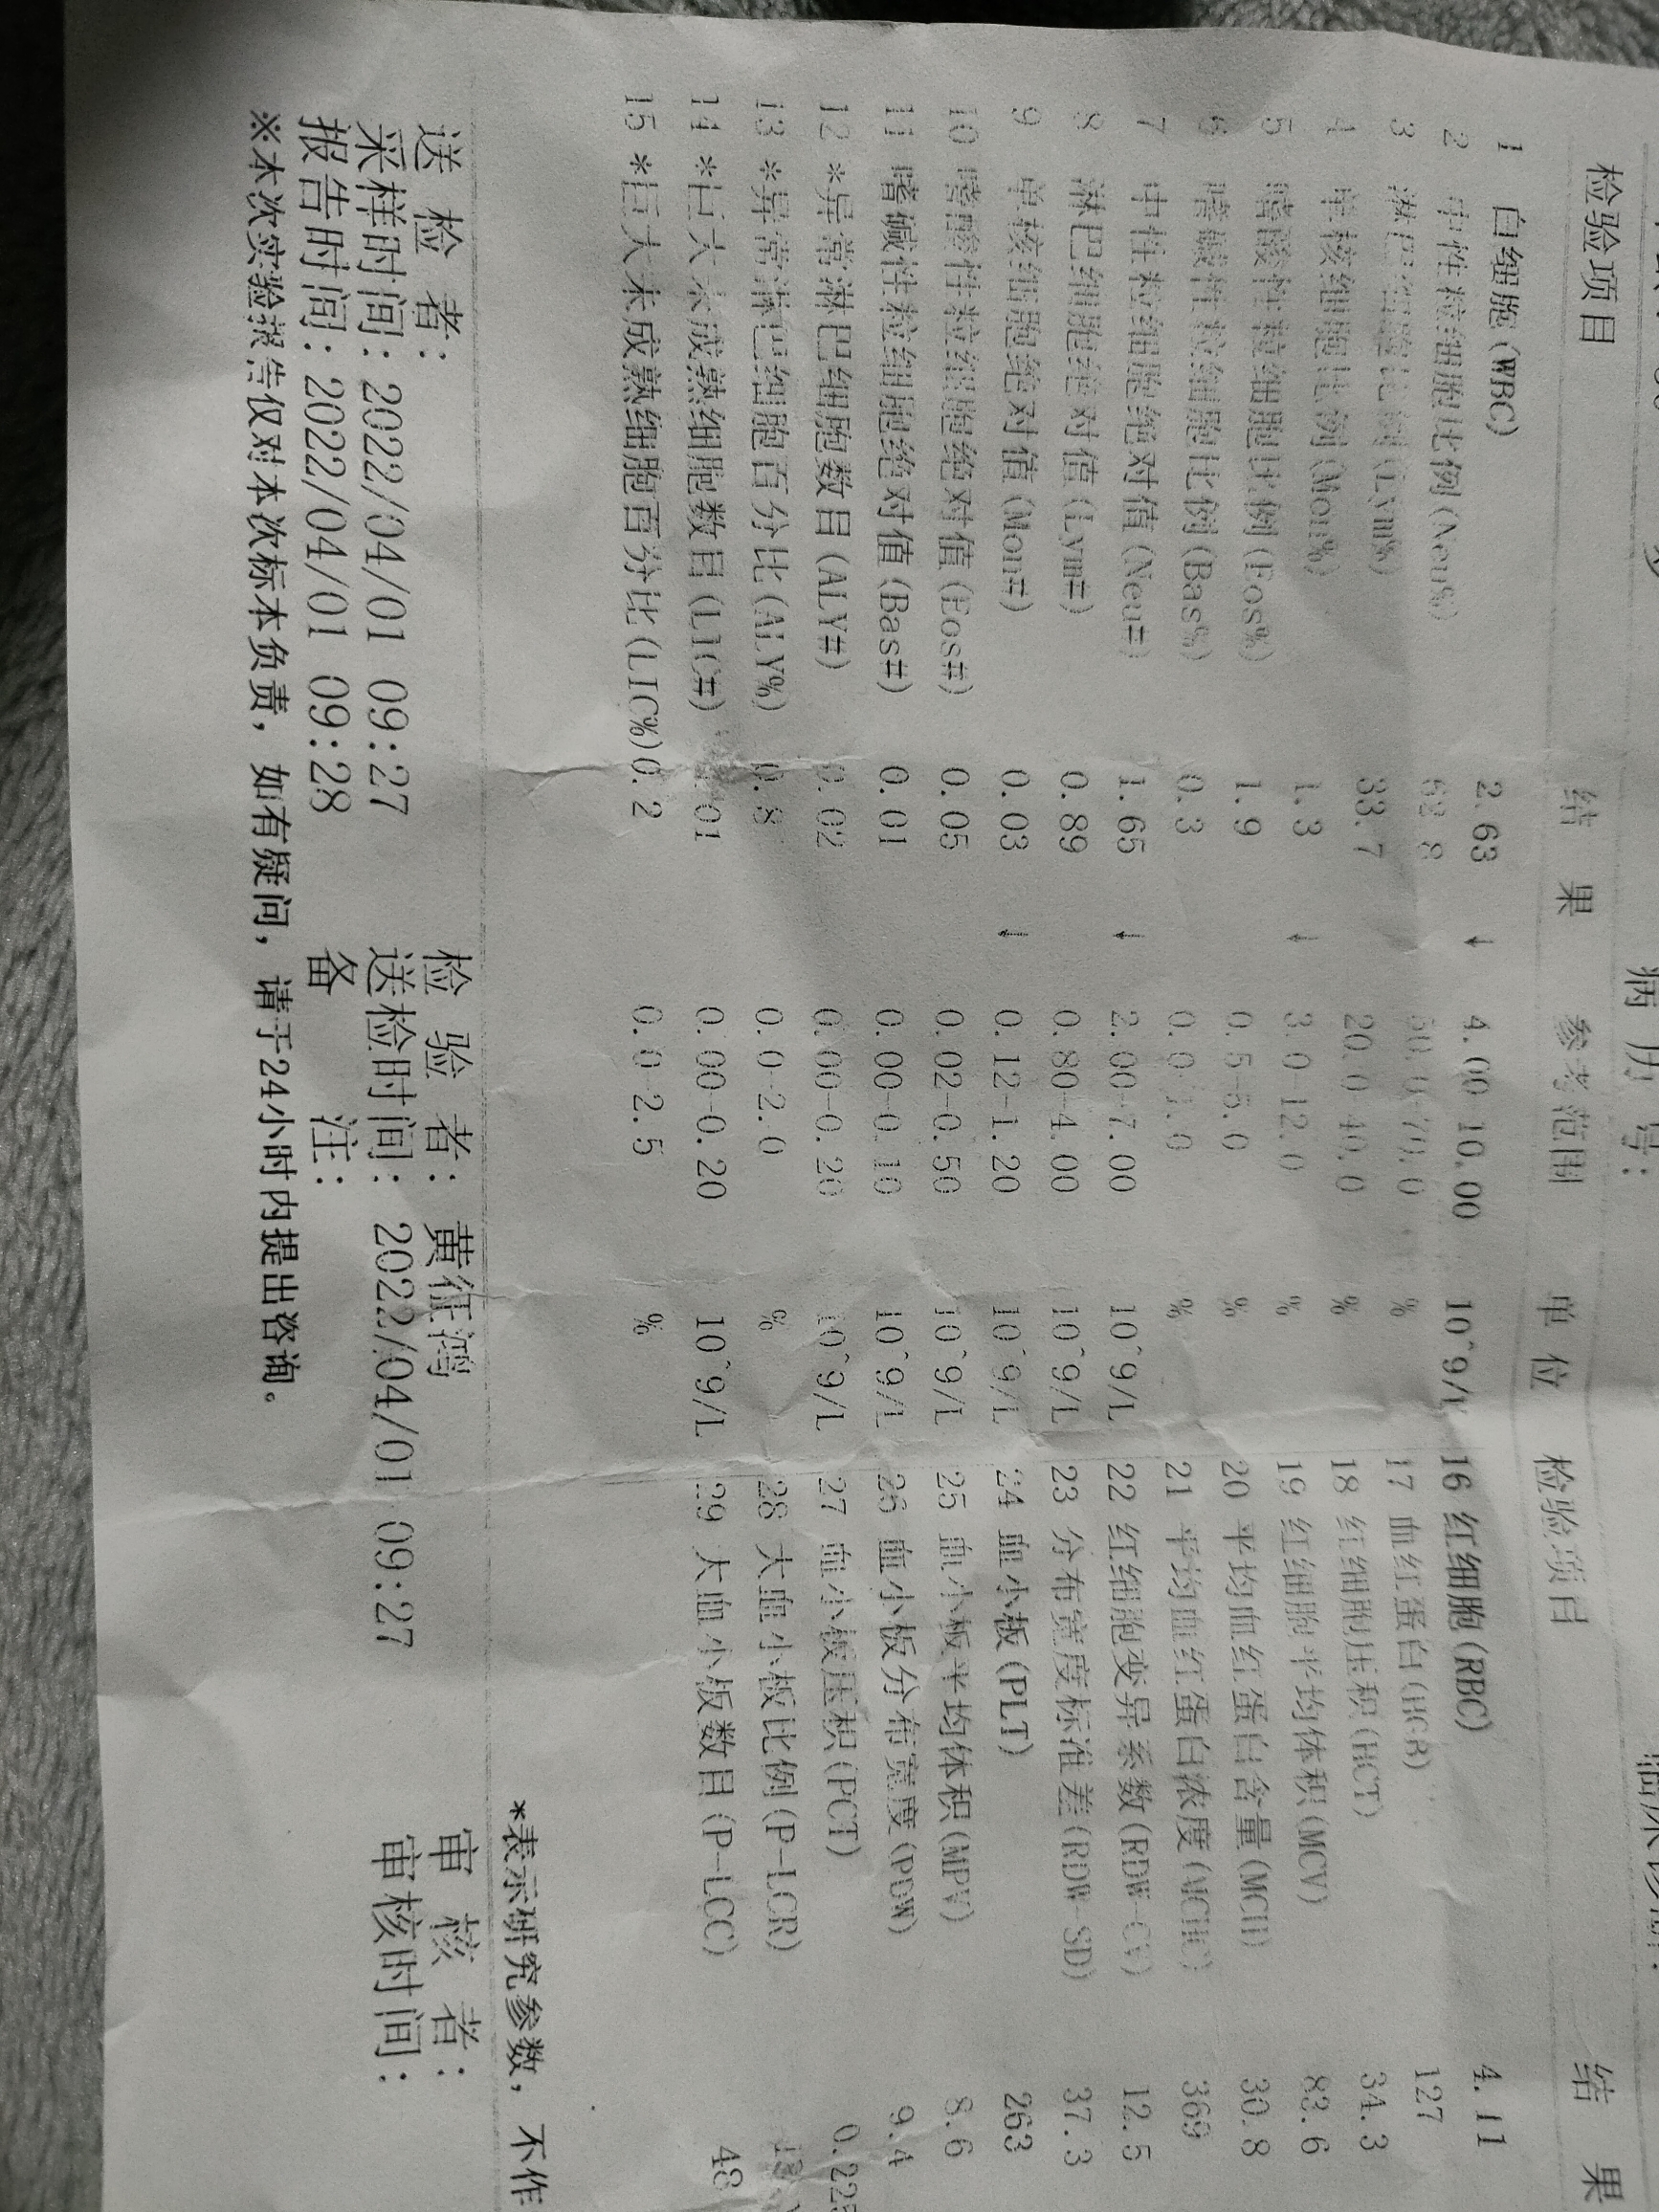 病 历 号：
临床诊断：
检验项目 结 果 参考范围 单 位 检验项目 结 果
1 白细胞(WBC) 2.63 ↓ 4.00-10.00 10^9/L 16 红细胞(RBC) 4.11
2 中性粒细胞比例(Neu%) 62.8 50.0-70.0 % 17 血红蛋白(HGB) 127
3 淋巴细胞比例(Lym%) 33.7 20.0-40.0 % 18 红细胞压积(HCT) 34.3
4 单核细胞比例(Mon%) 1.3 ↓ 3.0-12.0 % 19 红细胞平均体积(MCV) 83.6
5 嗜酸性粒细胞比例(Eos%) 1.9 0.5-5.0 % 20 平均血红蛋白含量(MCH) 30.8
6 嗜碱性粒细胞比例(Bas%) 0.3 0.0-1.0 % 21 平均血红蛋白浓度(MCHC) 369
7 中性粒细胞绝对值(Neu#) 1.65 ↓ 2.00-7.00 10^9/L 22 红细胞变异系数(RDW-CV) 12.5
8 淋巴细胞绝对值(Lym#) 0.89 0.80-4.00 10^9/L 23 分布宽度标准差(RDW-SD) 37.3
9 单核细胞绝对值(Mon#) 0.03 ↓ 0.12-1.20 10^9/L 24 血小板(PLT) 263
10 嗜酸性粒细胞绝对值(Eos#) 0.05 0.02-0.50 10^9/L 25 血小板平均体积(MPV) 8.6
11 嗜碱性粒细胞绝对值(Bas#) 0.01 0.00-0.10 10^9/L 26 血小板分布宽度(PDW) 9.4
12 *异常淋巴细胞数目(ALY#) 0.02 0.00-0.20 10^9/L 27 血小板压积(PCT) 0.225
13 *异常淋巴细胞百分比(ALY%) 0.8 0.0-2.0 % 28 大血小板比例(P-LCR)
14 *巨大未成熟细胞数目(LIC#) 0.01 0.00-0.20 10^9/L 29 大血小板数目(P-LCC) 48
15 *巨大未成熟细胞百分比(LIC%) 0.2 0.0-2.5 %
*表示研究参数，不作
送 检 者： 检 验 者：黄征鸿 审 核 者：
采样时间：2022/04/01 09:27 送检时间：2022/04/01 09:27 审核时间：
报告时间：2022/04/01 09:28 备 注：
※本次实验报告仅对本次标本负责，如有疑问，请于24小时内提出咨询。